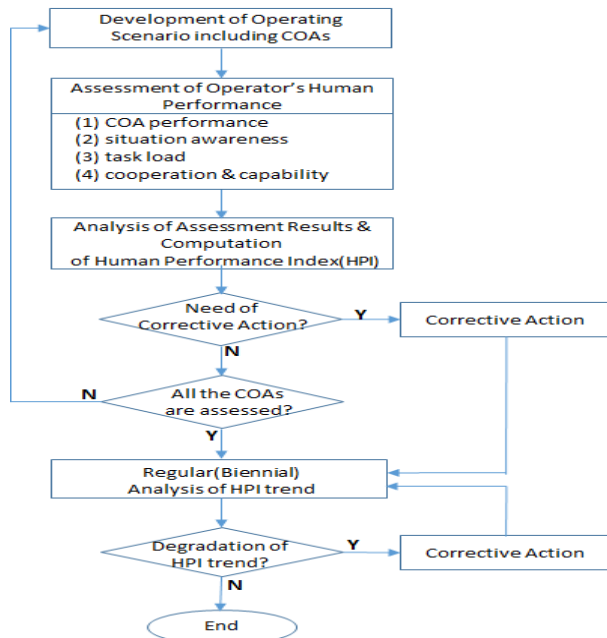 Development of Operating
Scenario including COAs
Assessment of Operator's Human
Performance
(1) COA performance
(2) situation awareness
(3) task load
(4) cooperation & capability
Analysis of Assessment Results &
Computation
of Human Performance Index(HPI)
Need of
Corrective Action?
Y
Corrective Action
N
All the COAs
are assessed?
N
Y
Regular(Biennial)
Analysis of HPI trend
Degradation of
HPI trend?
Y
Corrective Action
N
End